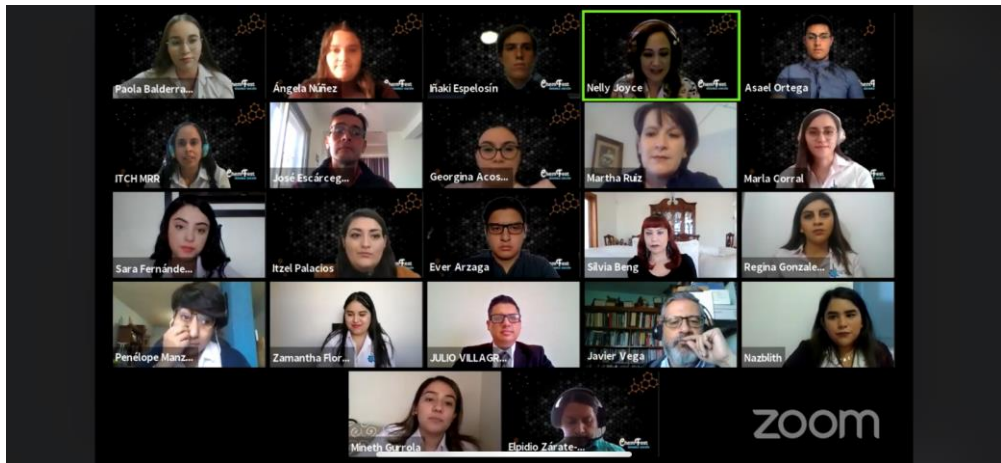 Paola Balderra...
Ángela Núñez
Iñaki Espelosín
Nelly Joyce
Asael Ortega
ITCH MRR
José Escárceg...
Georgina Acos...
Martha Ruiz
Marla Corral
Sara Fernánde...
Itzel Palacios
Ever Arzaga
Silvia Beng
Regina Gonzale...
Penélope Manz...
Zamantha Flor...
JULIO VILLAGR...
Javier Vega
Nazblith
Mineth Gurrola
Elpidio Zárate-...
zoom